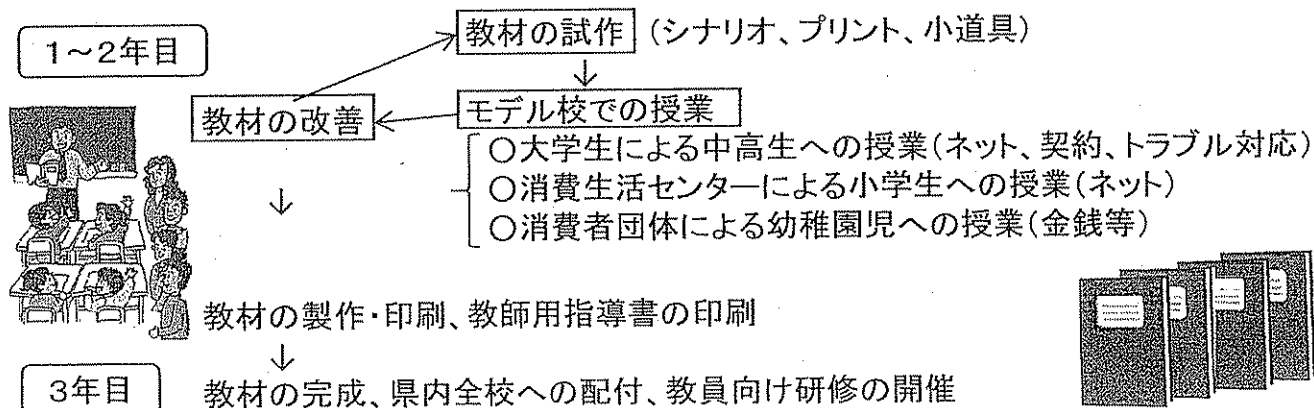 1～2年目
教材の試作 (シナリオ、プリント、小道具)
↓
教材の改善
モデル校での授業
○大学生による中高生への授業(ネット、契約、トラブル対応)
○消費生活センターによる小学生への授業(ネット)
○消費者団体による幼稚園児への授業(金銭等)
↓
教材の製作・印刷、教師用指導書の印刷
↓
3年目
教材の完成、県内全校への配付、教員向け研修の開催